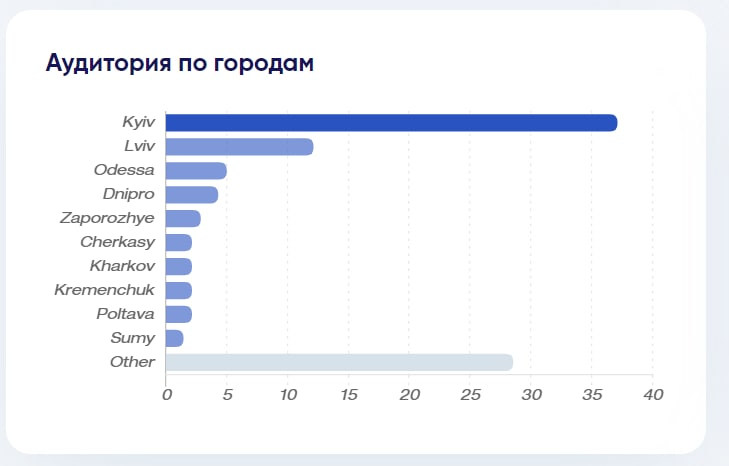 Аудитория по городам
Kyiv
Lviv
Odessa
Dnipro
Zaporozhye
Cherkasy
Kharkov
Kremenchuk
Poltava
Sumy
Other
0 5 10 15 20 25 30 35 40